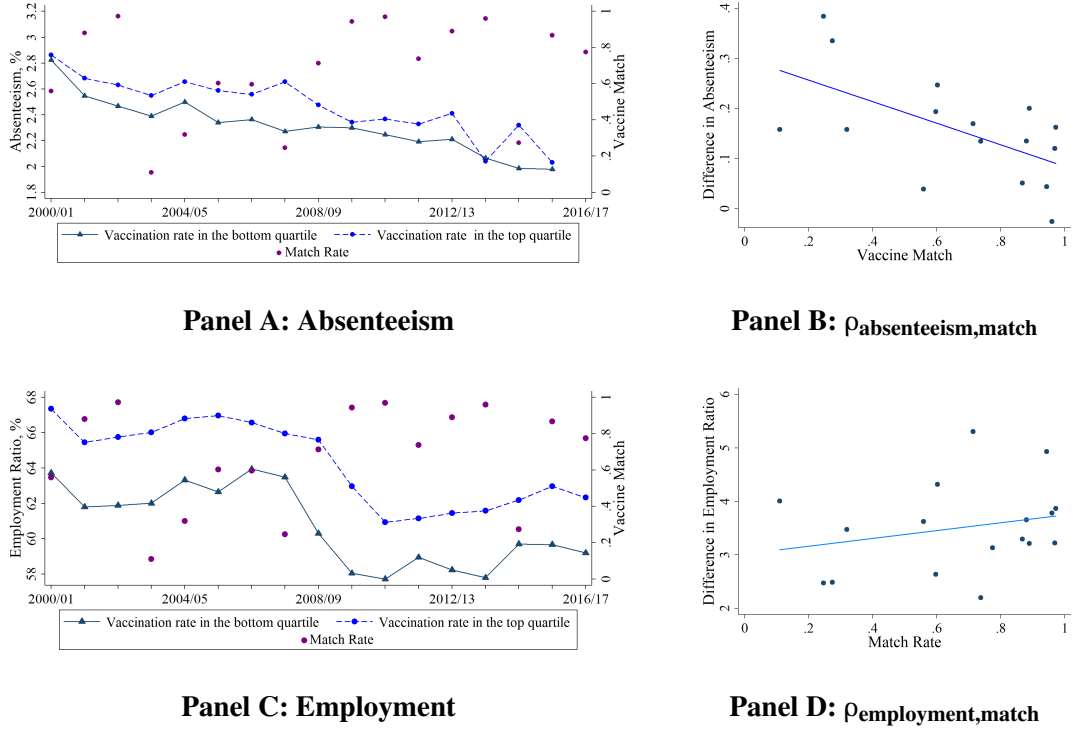 Absenteeism, %
1.8 2 2.2 2.4 2.6 2.8 3 3.2
Vaccine Match
0 .2 .4 .6 .8 1
2000/01 2004/05 2008/09 2012/13 2016/17
Vaccination rate in the bottom quartile Vaccination rate in the top quartile
Match Rate
Panel A: Absenteeism
Difference in Absenteeism
0 .1 .2 .3 .4
0 .2 .4 .6 .8 1
Vaccine Match
Panel B: ρabsenteeism,match
Employment Ratio, %
58 60 62 64 66 68
Vaccine Match
0 .2 .4 .6 .8 1
2000/01 2004/05 2008/09 2012/13 2016/17
Vaccination rate in the bottom quartile Vaccination rate in the top quartile
Match Rate
Panel C: Employment
Difference in Employment Ratio
2 3 4 5 6
0 .2 .4 .6 .8 1
Match Rate
Panel D: ρemployment,match